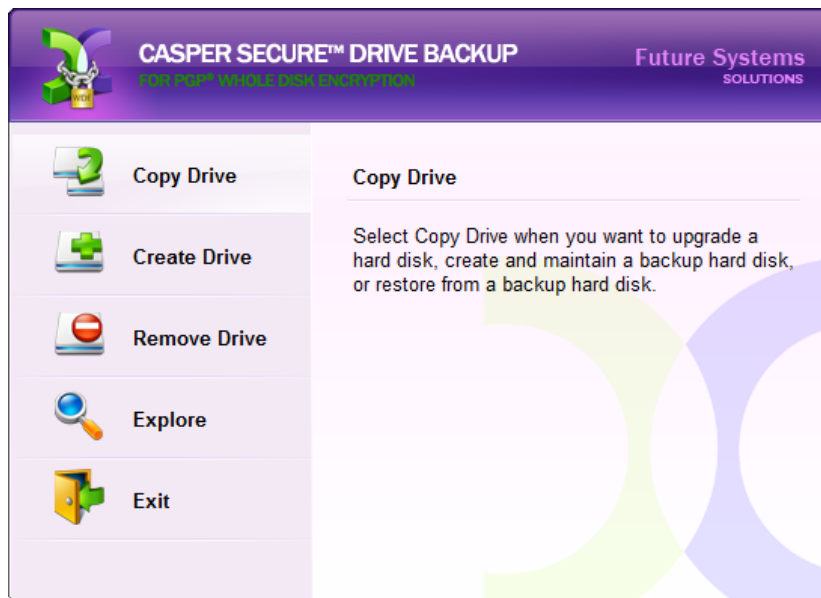 CASPER SECURE™ DRIVE BACKUP
FOR PGP® WHOLE DISK ENCRYPTION
Future Systems
SOLUTIONS
WDE
Copy Drive
Create Drive
Remove Drive
Explore
Exit
Copy Drive
Select Copy Drive when you want to upgrade a
hard disk, create and maintain a backup hard disk,
or restore from a backup hard disk.